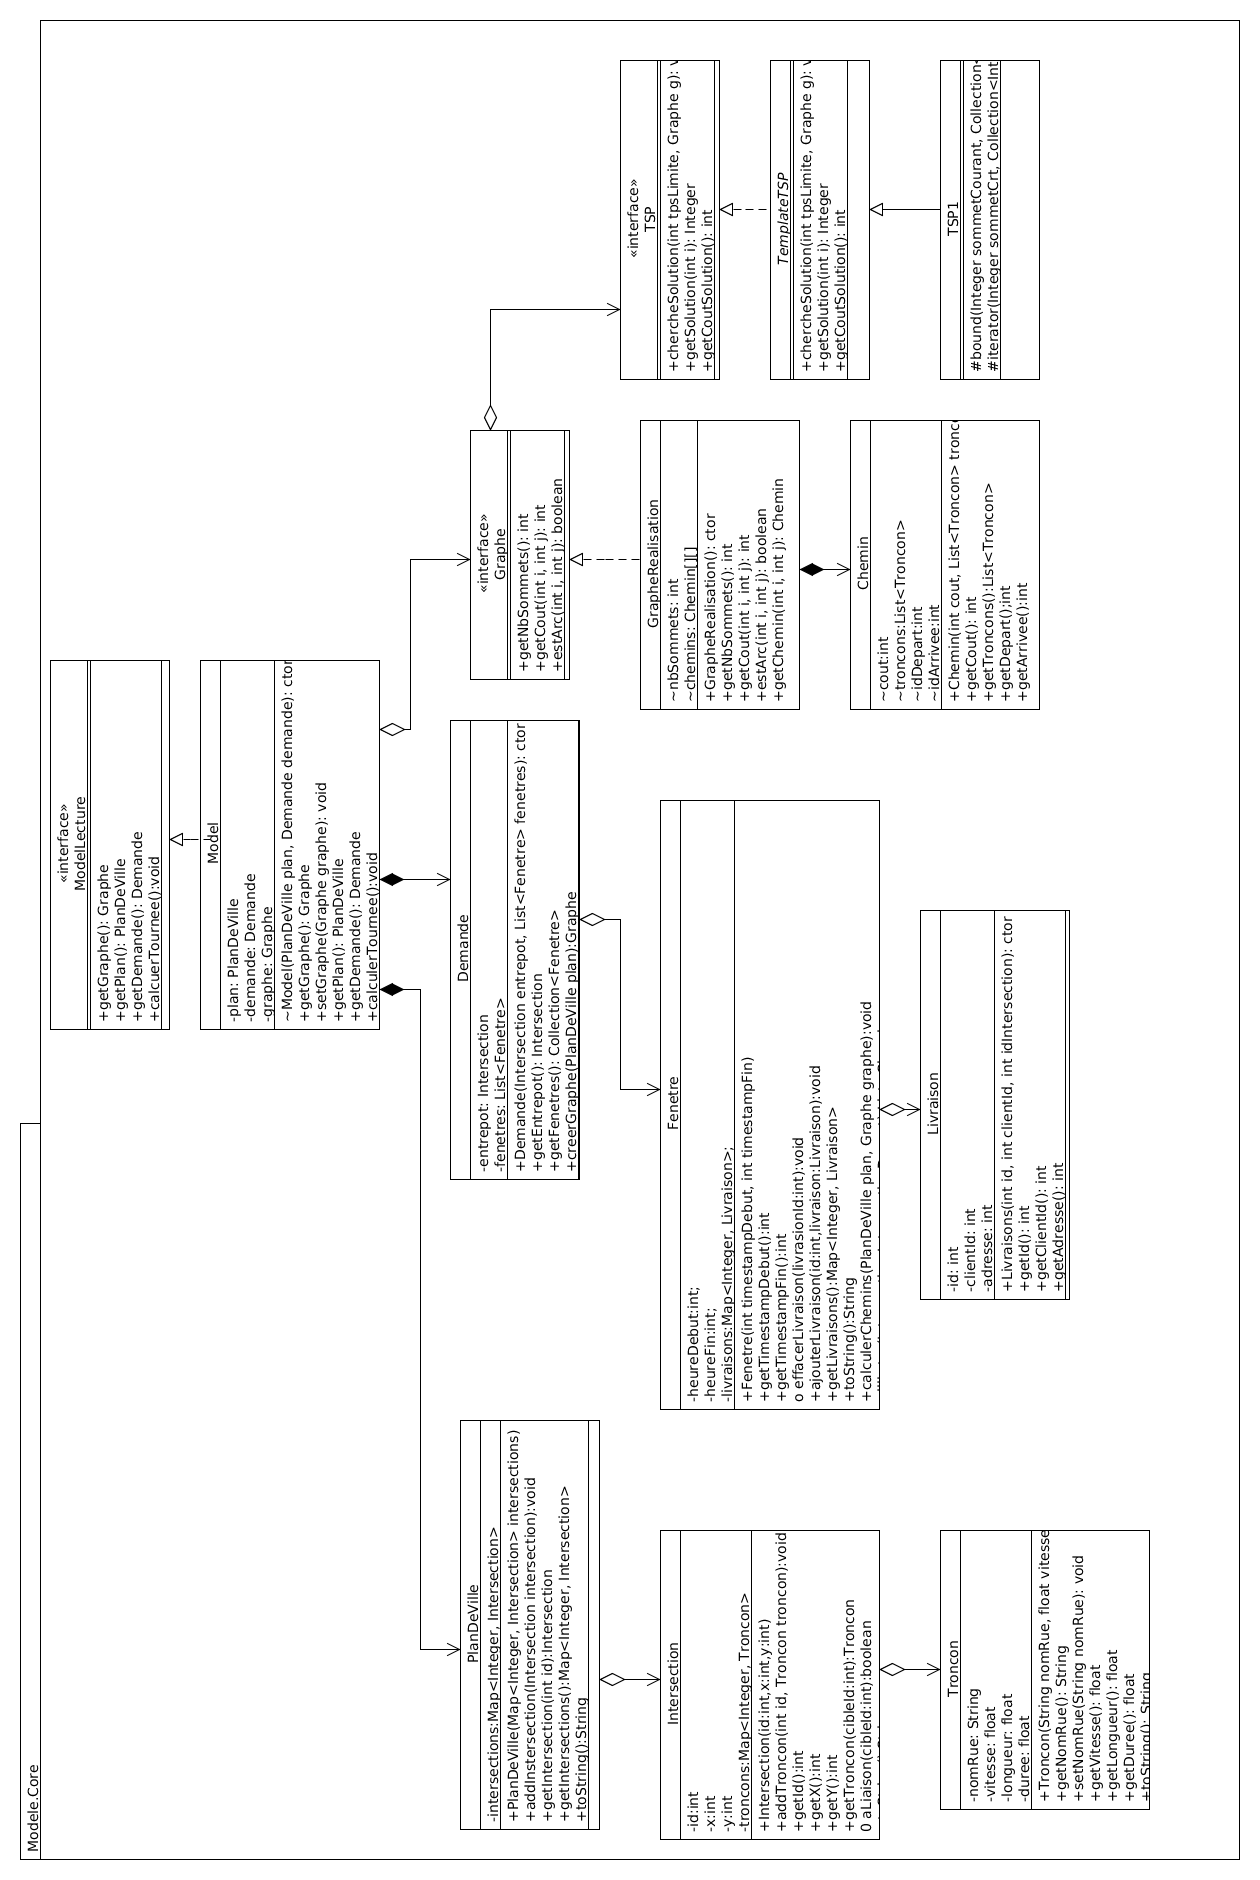 Modele.Core
«interface»
ModelLecture
+getGraphe(): Graphe
+getPlan(): PlanDeVille
+getDemande(): Demande
+calcuerTournee():void
Model
-plan: PlanDeVille
-demande: Demande
-graphe: Graphe
~Model(PlanDeVille plan, Demande demande): ctor
+getGraphe(): Graphe
+setGraphe(Graphe graphe): void
+getPlan(): PlanDeVille
+getDemande(): Demande
+calculerTournee():void
PlanDeVille
-intersections:Map<Integer, Intersection>
+PlanDeVille(Map<Integer, Intersection> intersections)
+addInstersection(Intersection intersection):void
+getIntersection(int id):Intersection
+getIntersections():Map<Integer, Intersection>
+toString():String
Demande
-entrepot: Intersection
-fenetres: List<Fenetre>
+Demande(Intersection entrepot, List<Fenetre> fenetres): ctor
+getEntrepot(): Intersection
+getFenetres(): Collection<Fenetre>
+creerGraphe(PlanDeVille plan):Graphe
«interface»
Graphe
+getNbSommets(): int
+getCout(int i, int j): int
+estArc(int i, int j): boolean
«interface»
TSP
+chercheSolution(int tpsLimite, Graphe g):
+getSolution(int i): Integer
+getCoutSolution(): int
Intersection
-id:int
-x:int
-y:int
-troncons:Map<Integer, Troncon>
+Intersection(id:int,x:int,y:int)
+addTroncon(int id, Troncon troncon):void
+getId():int
+getX():int
+getY():int
+getTroncon(cibleId:int):Troncon
0 aLiaison(cibleId:int):boolean
Fenetre
-heureDebut:int;
-heureFin:int;
-livraisons:Map<Integer, Livraison>;
+Fenetre(int timestampDebut, int timestampFin)
+getTimestampDebut():int
+getTimestampFin():int
o effacerLivraison(livrasionId:int):void
+ajouterLivraison(id:int,livraison:Livraison):void
+getLivraisons():Map<Integer, Livraison>
+toString():String
+calculerChemins(PlanDeVille plan, Graphe graphe):void
GrapheRealisation
~nbSommets: int
~chemins: Chemin[][]
+GrapheRealisation(): ctor
+getNbSommets(): int
+getCout(int i, int j): int
+estArc(int i, int j): boolean
+getChemin(int i, int j): Chemin
TemplateTSP
+chercheSolution(int tpsLimite, Graphe g):
+getSolution(int i): Integer
+getCoutSolution(): int
Troncon
-nomRue: String
-vitesse: float
-longueur: float
-duree: float
+Troncon(String nomRue, float vitesse
+getNomRue(): String
+setNomRue(String nomRue): void
+getVitesse(): float
+getLongueur(): float
+getDuree(): float
+toString(): String
Livraison
-id: int
-clientId: int
-adresse: int
+Livraisons(int id, int clientId, int idIntersection): ctor
+getId(): int
+getClientId(): int
+getAdresse(): int
Chemin
~cout:int
~troncons:List<Troncon>
~idDepart:int
~idArrivee:int
+Chemin(int cout, List<Troncon> tronc
+getCout(): int
+getTroncons():List<Troncon>
+getDepart();int
+getArrivee():int
TSP1
#bound(Integer sommetCourant, Collection<
#iterator(Integer sommetCrt, Collection<Int